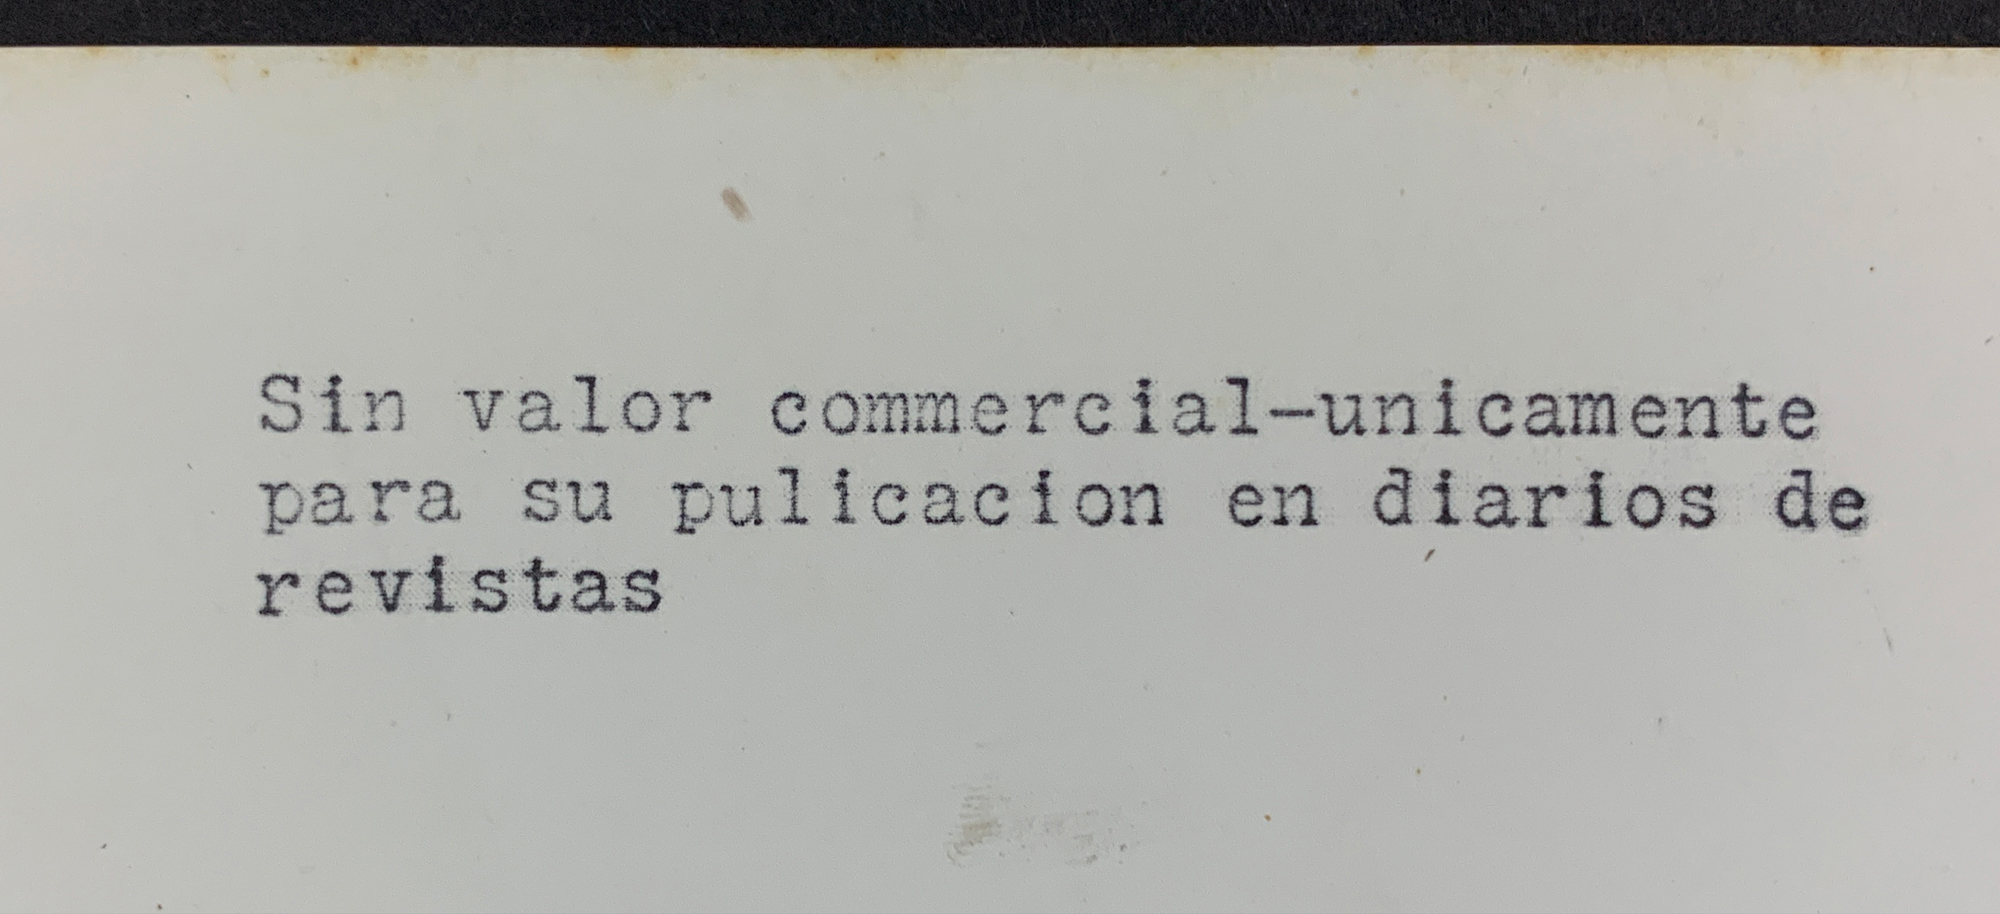 Sin valor commercial-unicamente
para su pulicacion en diarios de
revistas